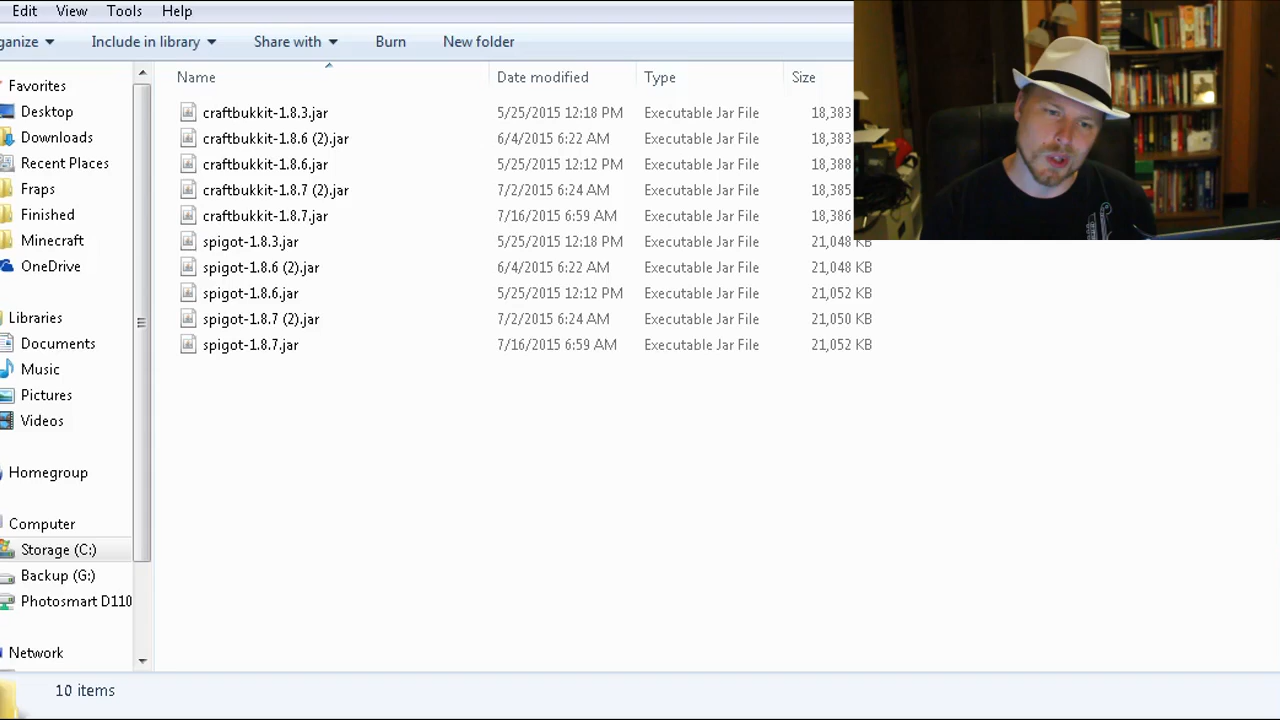 Edit View Tools Help
ganize Include in library Share with Burn New folder
Name Date modified Type Size
craftbukkit-1.8.3.jar 5/25/2015 12:18 PM Executable Jar File 18,383
craftbukkit-1.8.6 (2).jar 6/4/2015 6:22 AM Executable Jar File 18,383
craftbukkit-1.8.6.jar 5/25/2015 12:12 PM Executable Jar File 18,388
craftbukkit-1.8.7 (2).jar 7/2/2015 6:24 AM Executable Jar File 18,385
craftbukkit-1.8.7.jar 7/16/2015 6:59 AM Executable Jar File 18,386
spigot-1.8.3.jar 5/25/2015 12:18 PM Executable Jar File 21,048 KB
spigot-1.8.6 (2).jar 6/4/2015 6:22 AM Executable Jar File 21,048 KB
spigot-1.8.6.jar 5/25/2015 12:12 PM Executable Jar File 21,052 KB
spigot-1.8.7 (2).jar 7/2/2015 6:24 AM Executable Jar File 21,050 KB
spigot-1.8.7.jar 7/16/2015 6:59 AM Executable Jar File 21,052 KB
Favorites
Desktop
Downloads
Recent Places
Fraps
Finished
Minecraft
OneDrive
Libraries
Documents
Music
Pictures
Videos
Homegroup
Computer
Storage (C:)
Backup (G:)
Photosmart D110
Network
10 items